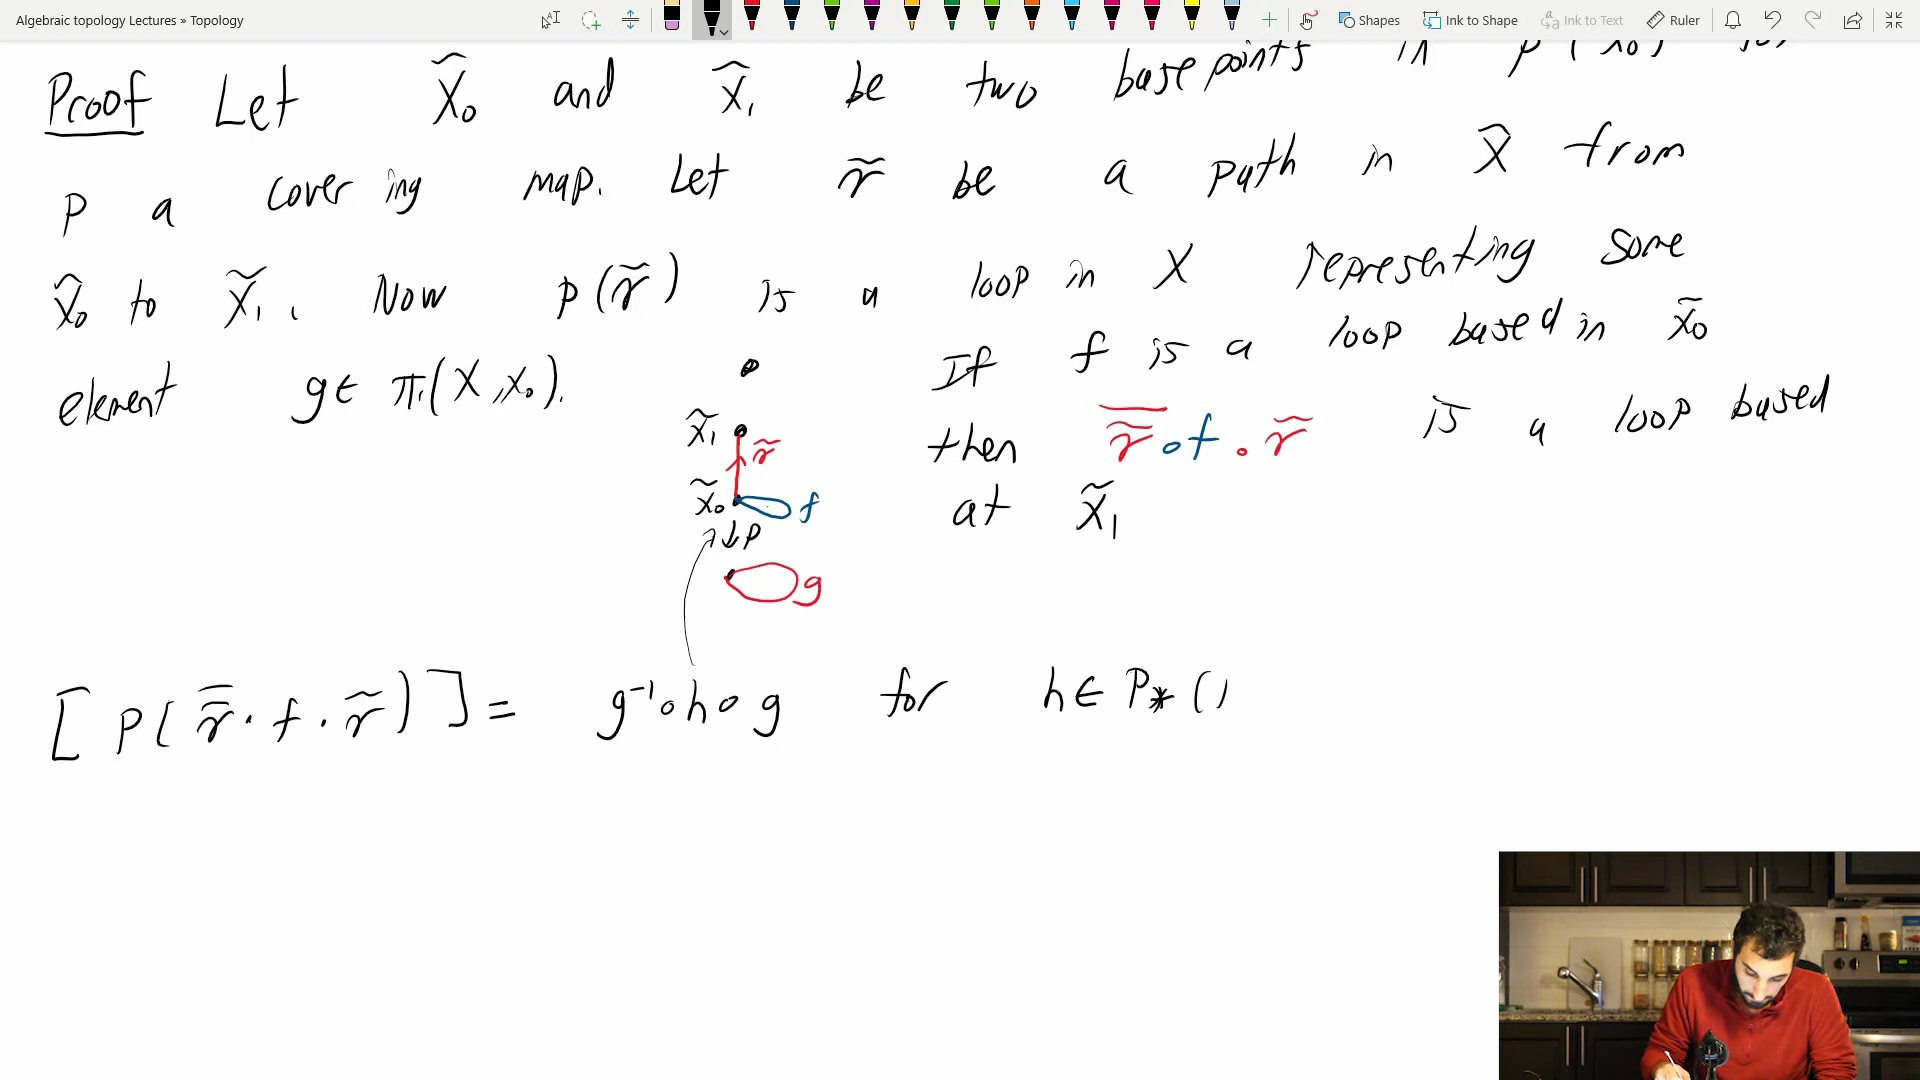 Algebraic topology Lectures » Topology
Shapes Ink to Shape Ink to Text Ruler
Proof Let x̃₀ and x̃₁ be two basepoints in p (x₀) for
p a covering map. Let γ̃ be a path in X̃ from
x̃₀ to x̃₁. Now p(γ̃) is a loop in X representing some
element g∈ π₁(X,x₀).
If f is a loop based in x̃₀
then γ̃̅ ∘ f · γ̃ is a loop based
at x̃₁
x̃₁ γ̃
x̃₀ f
↓ p
g
[p(γ̃̅ · f · γ̃)] = g⁻¹∘h∘g for h∈ P* ()